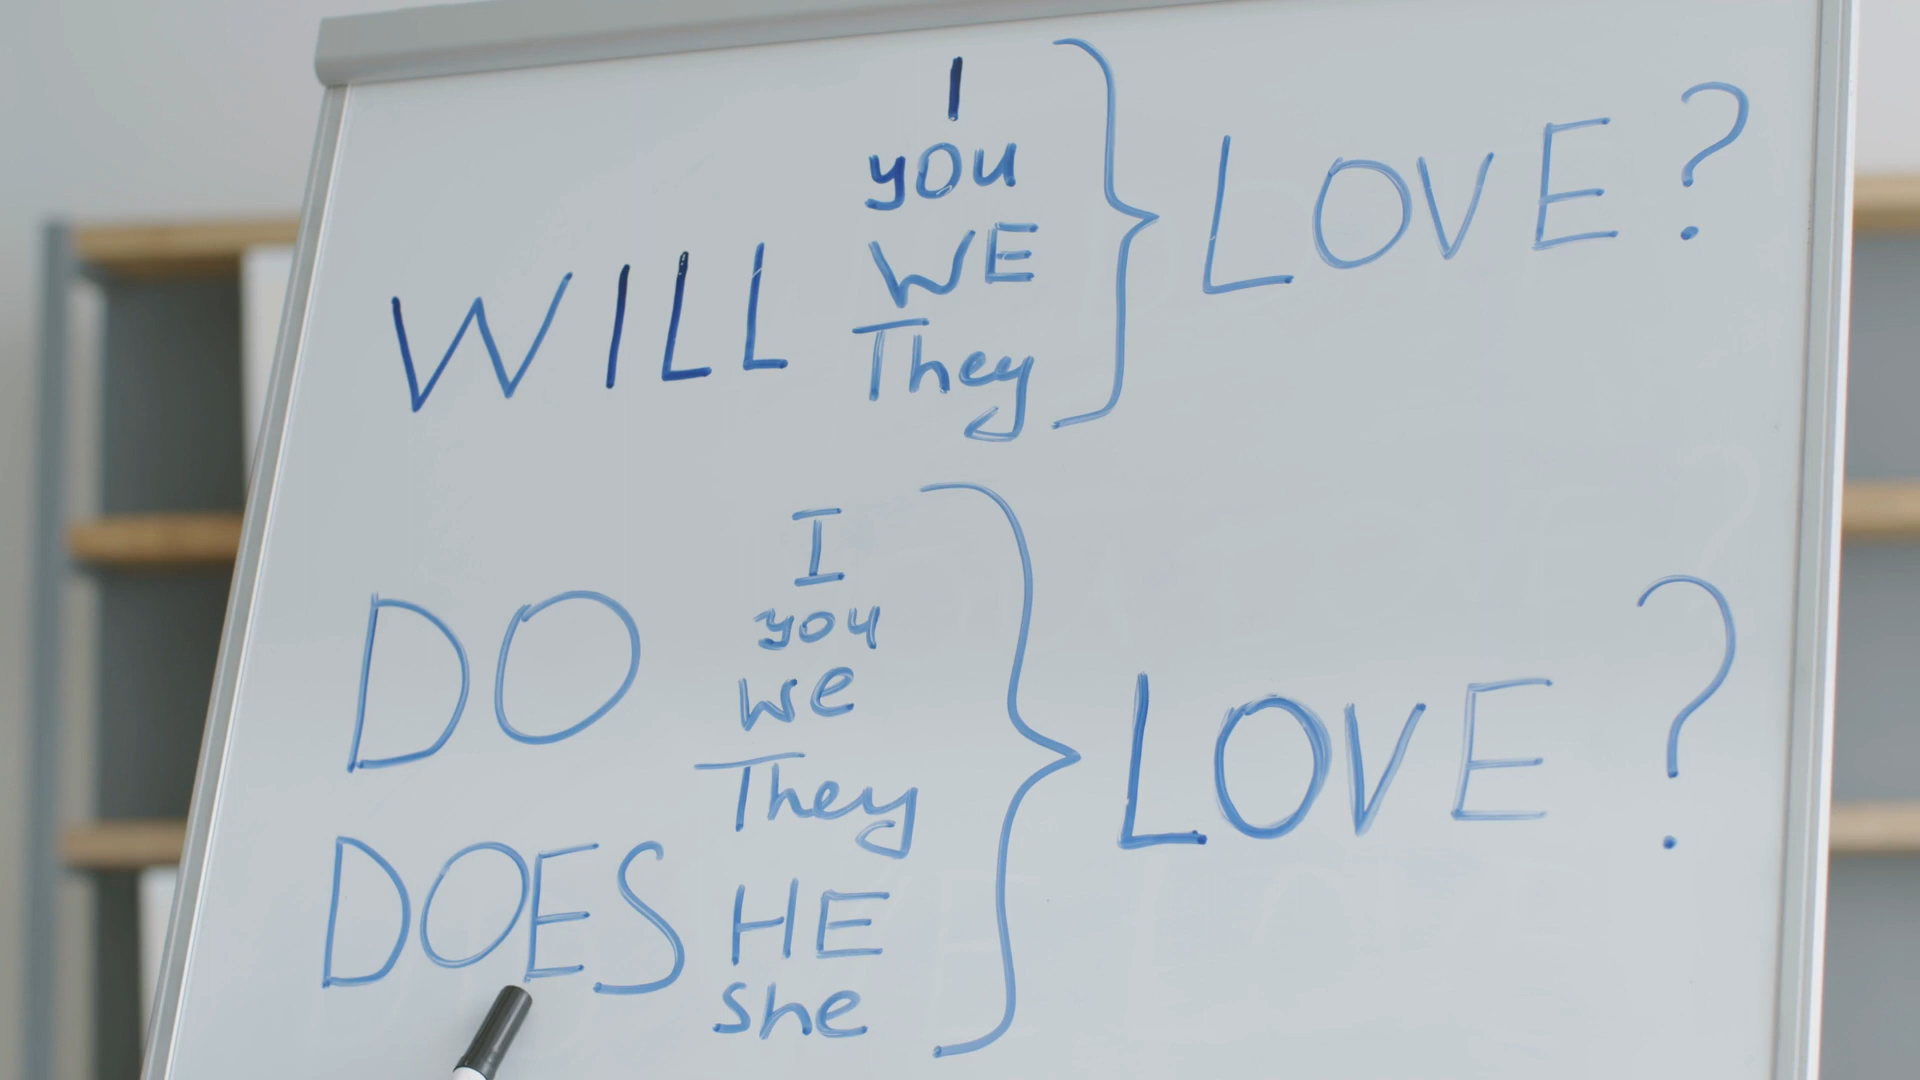 I
you
WILL WE } LOVE ?
They
I
you
DO we
They } LOVE ?
DOES HE
she